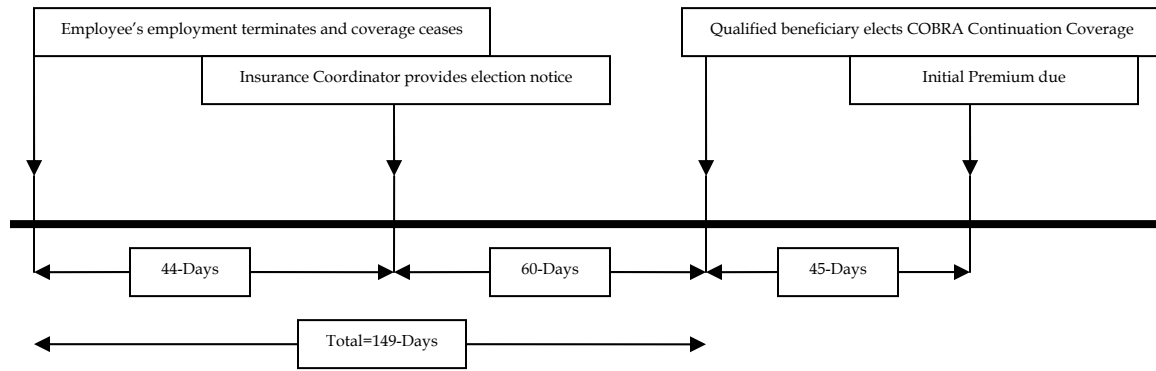 Employee’s employment terminates and coverage ceases
Qualified beneficiary elects COBRA Continuation Coverage
Insurance Coordinator provides election notice
Initial Premium due
44-Days
60-Days
45-Days
Total=149-Days